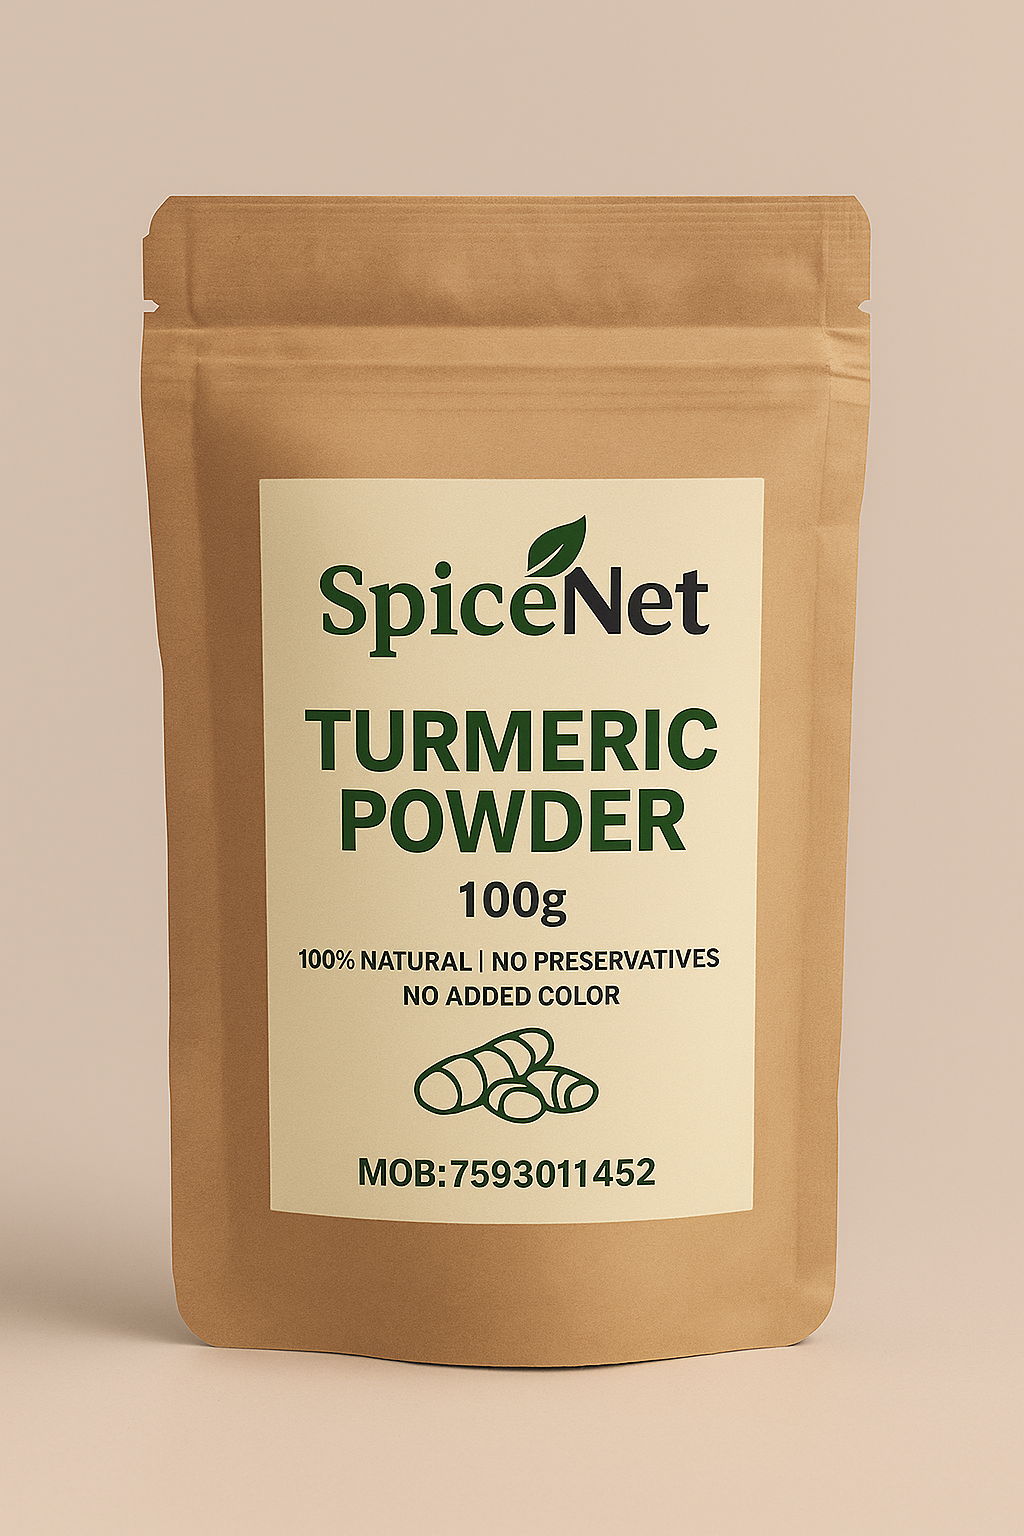 SpiceNet
TURMERIC
POWDER
100g
100% NATURAL | NO PRESERVATIVES
NO ADDED COLOR
MOB:7593011452